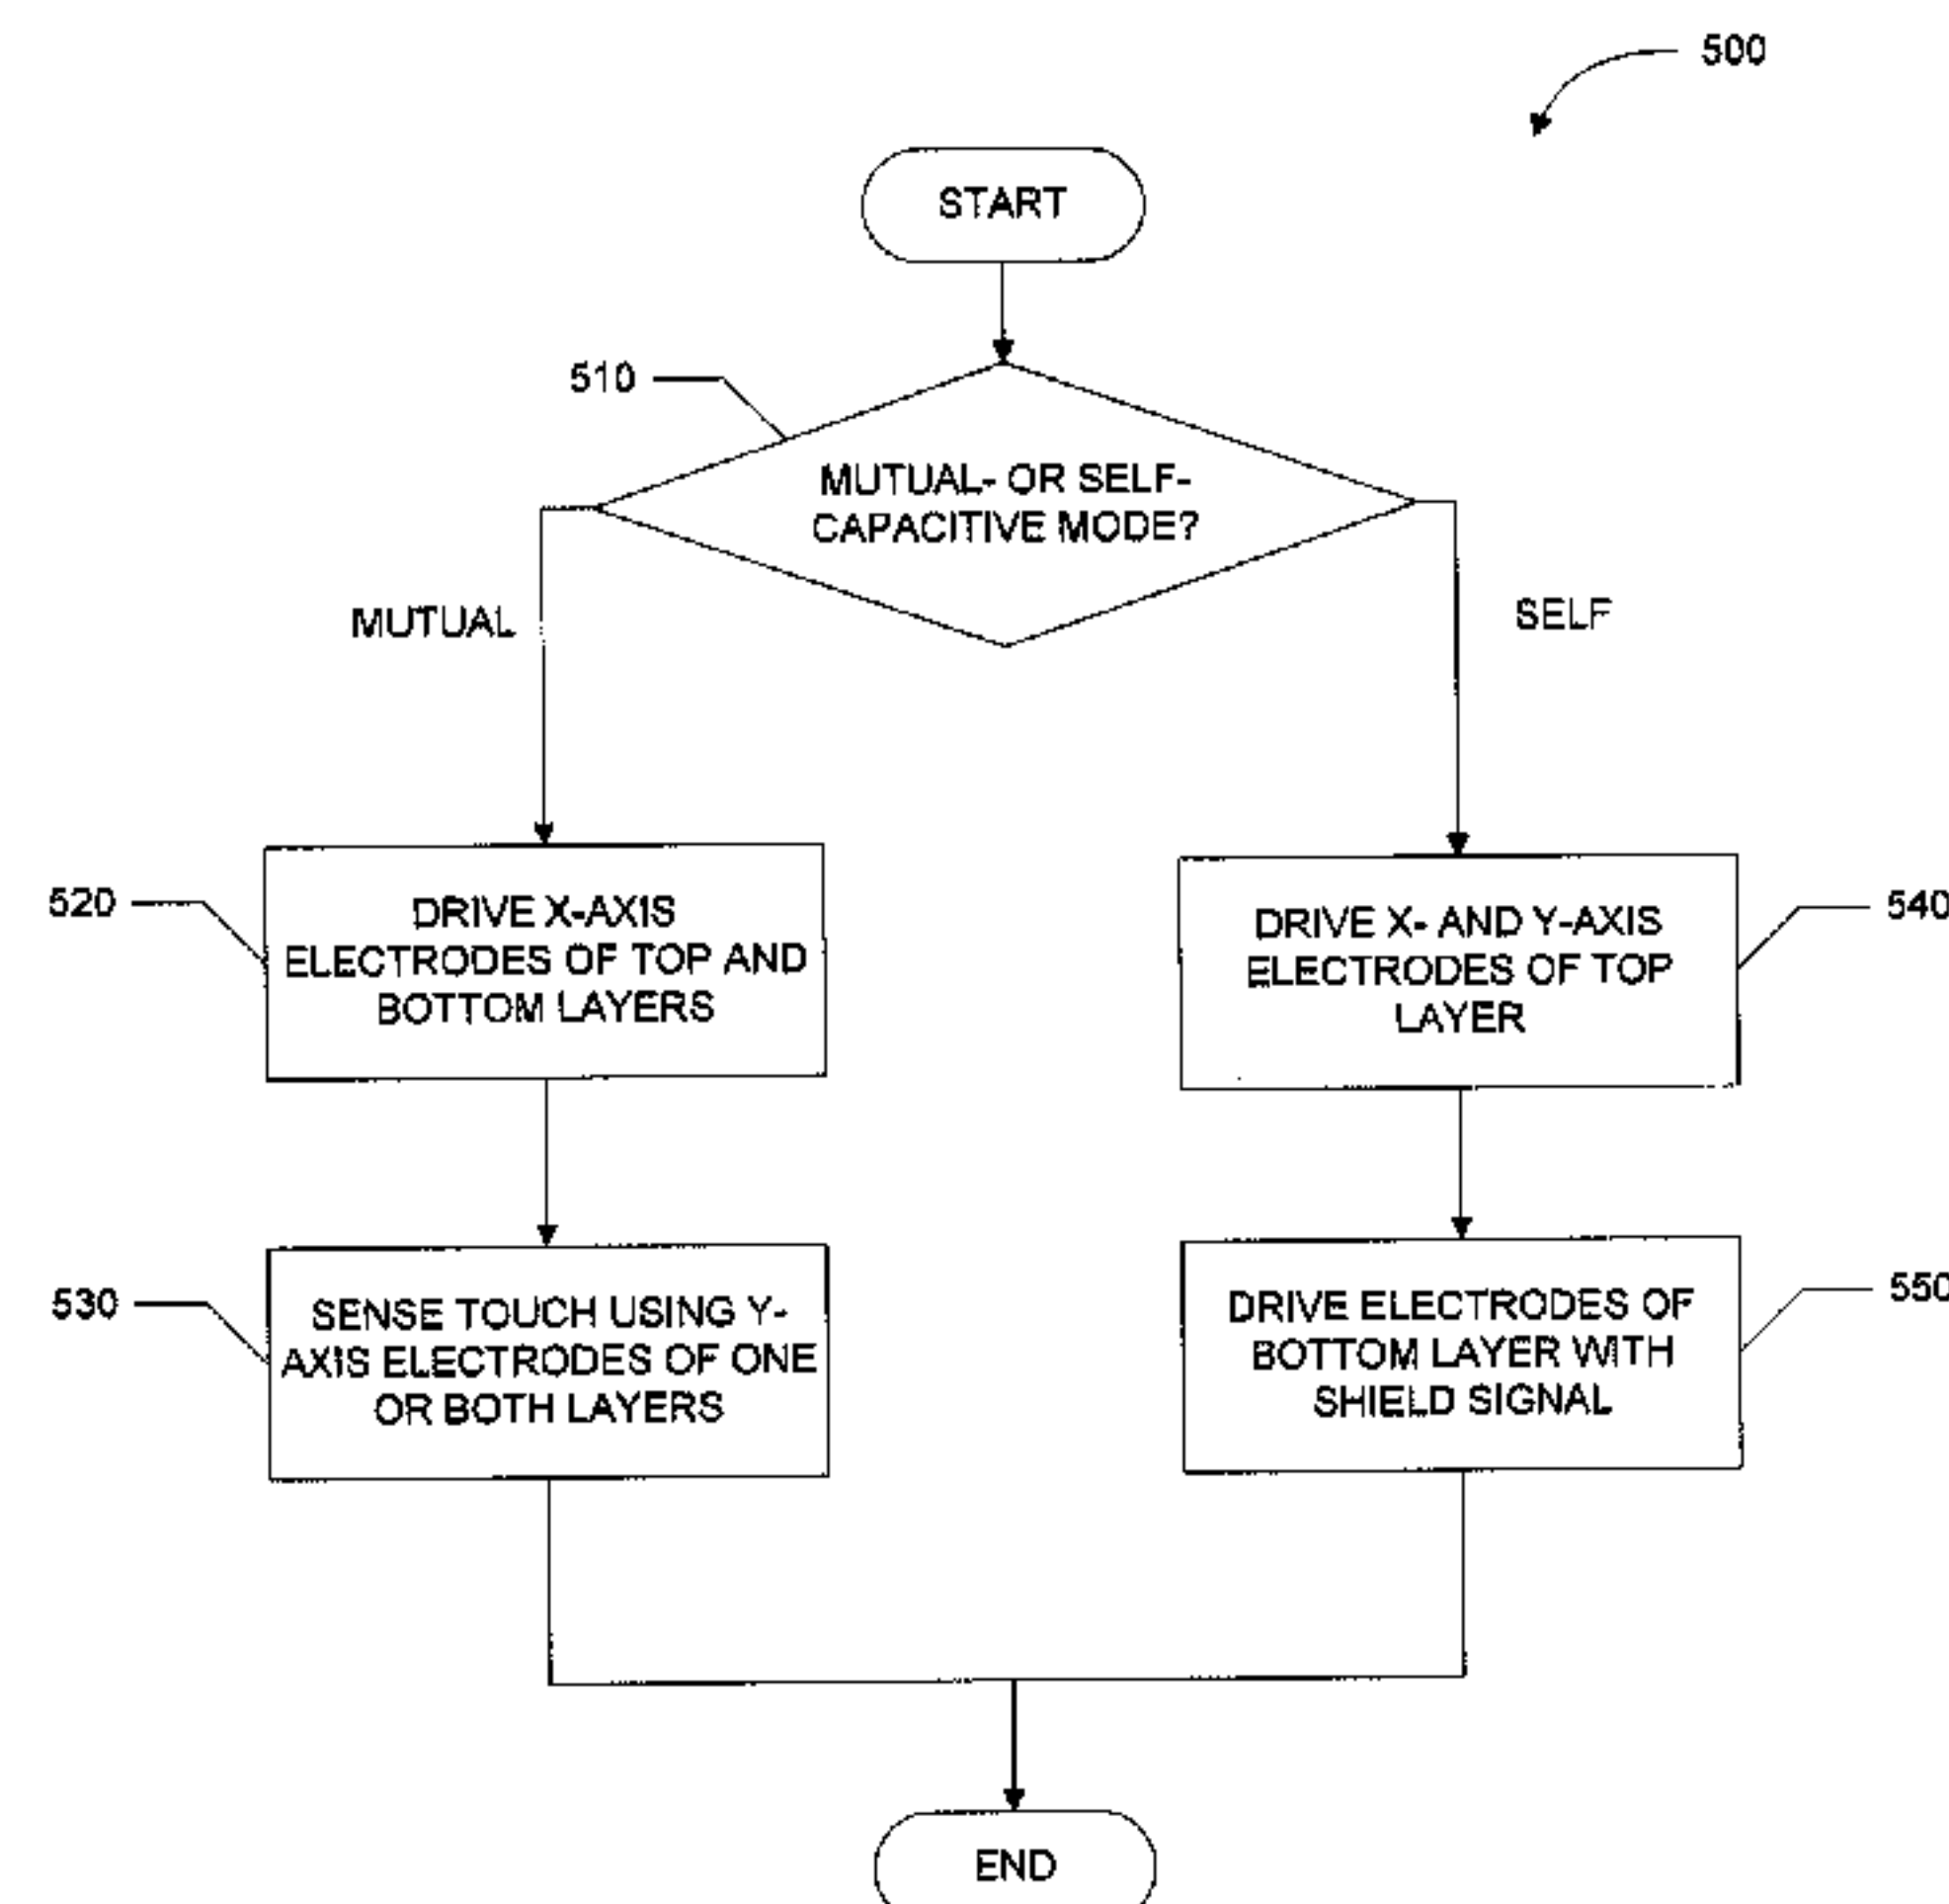 500
START
510
MUTUAL- OR SELF-
CAPACITIVE MODE?
MUTUAL
SELF
520
DRIVE X-AXIS
ELECTRODES OF TOP AND
BOTTOM LAYERS
DRIVE X- AND Y-AXIS
ELECTRODES OF TOP
LAYER
540
530
SENSE TOUCH USING Y-
AXIS ELECTRODES OF ONE
OR BOTH LAYERS
DRIVE ELECTRODES OF
BOTTOM LAYER WITH
SHIELD SIGNAL
550
END